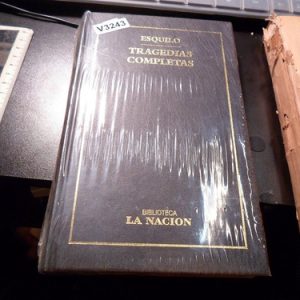 V3243
ESQUILO
TRAGEDIAS
COMPLETAS
BIBLIOTECA
LA NACION